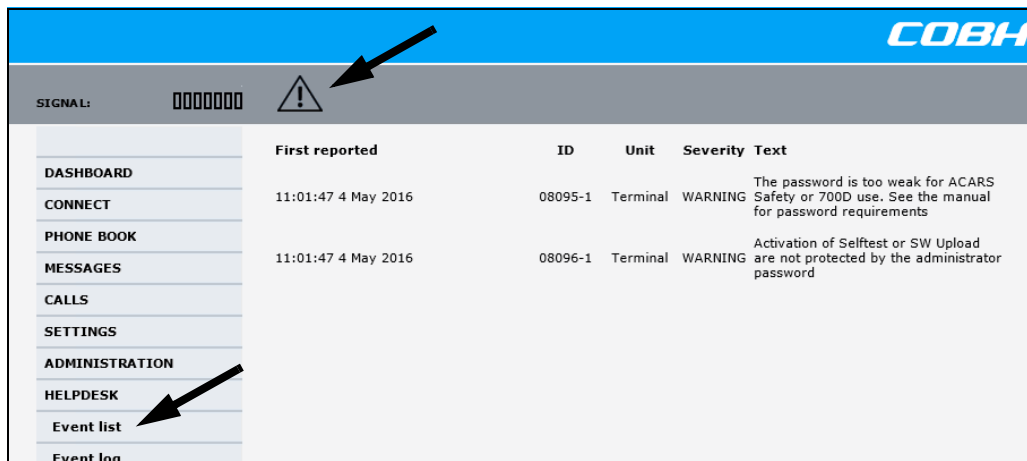 COBH
SIGNAL:
First reported ID Unit Severity Text
11:01:47 4 May 2016 08095-1 Terminal WARNING The password is too weak for ACARS
Safety or 700D use. See the manual
for password requirements
11:01:47 4 May 2016 08096-1 Terminal WARNING Activation of Selftest or SW Upload
are not protected by the administrator
password
DASHBOARD
CONNECT
PHONE BOOK
MESSAGES
CALLS
SETTINGS
ADMINISTRATION
HELPDESK
Event list
Event log